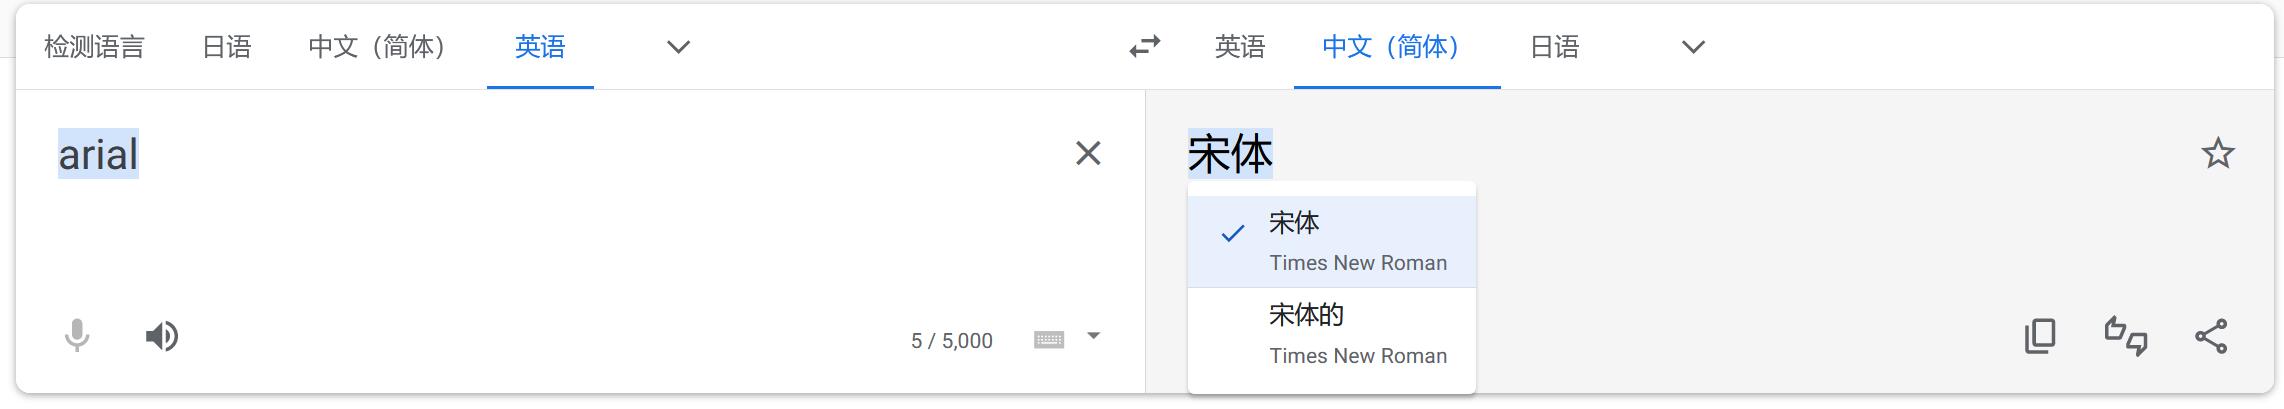 检测语言 日语 中文（简体） 英语 英语 中文（简体） 日语
arial 宋体
宋体
Times New Roman
宋体的
Times New Roman
5 / 5,000